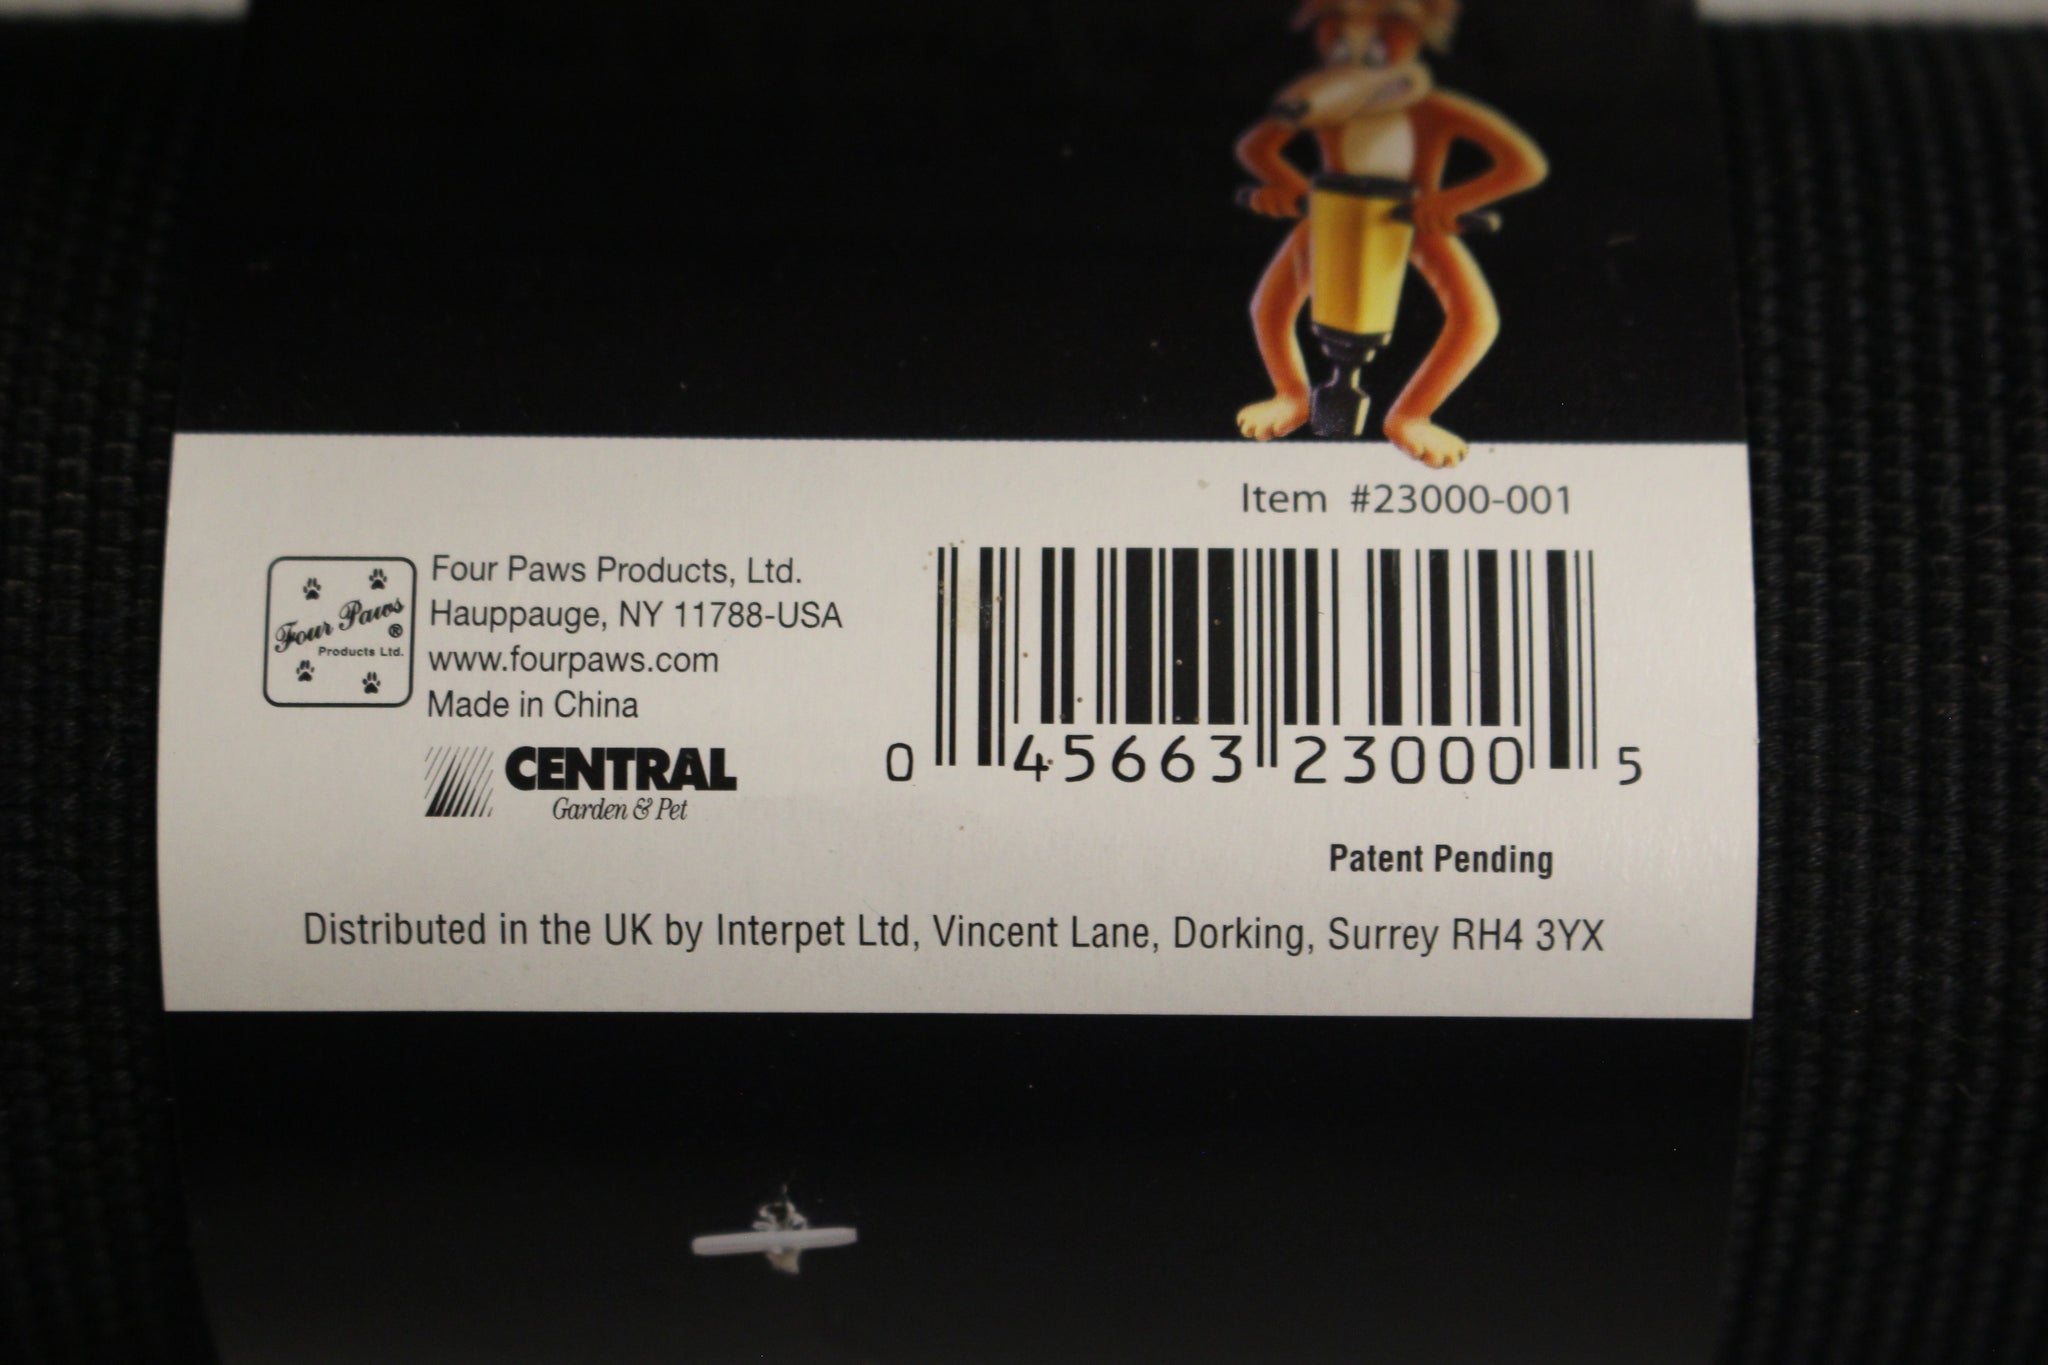 Item #23000-001
Four Paws ®
Products Ltd.
Four Paws Products, Ltd.
Hauppauge, NY 11788-USA
www.fourpaws.com
Made in China
CENTRAL
Garden & Pet
0 45663 23000 5
Patent Pending
Distributed in the UK by Interpet Ltd, Vincent Lane, Dorking, Surrey RH4 3YX